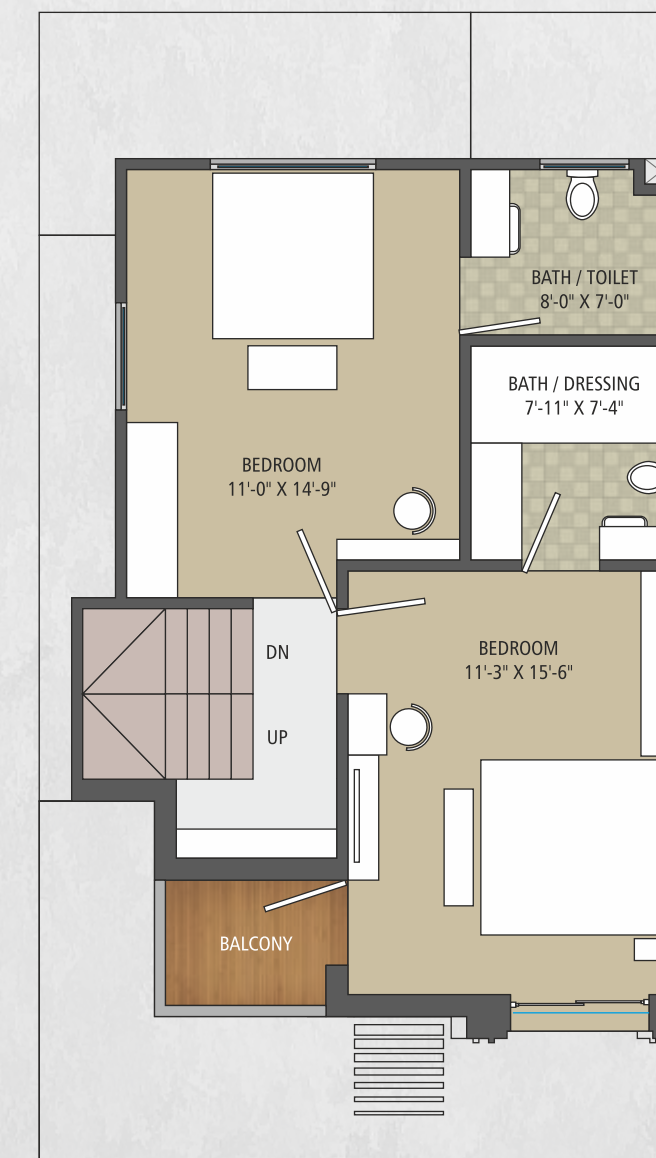 BATH / TOILET
8'-0" X 7'-0"
BATH / DRESSING
7'-11" X 7'-4"
BEDROOM
11'-0" X 14'-9"
DN
BEDROOM
11'-3" X 15'-6"
UP
BALCONY